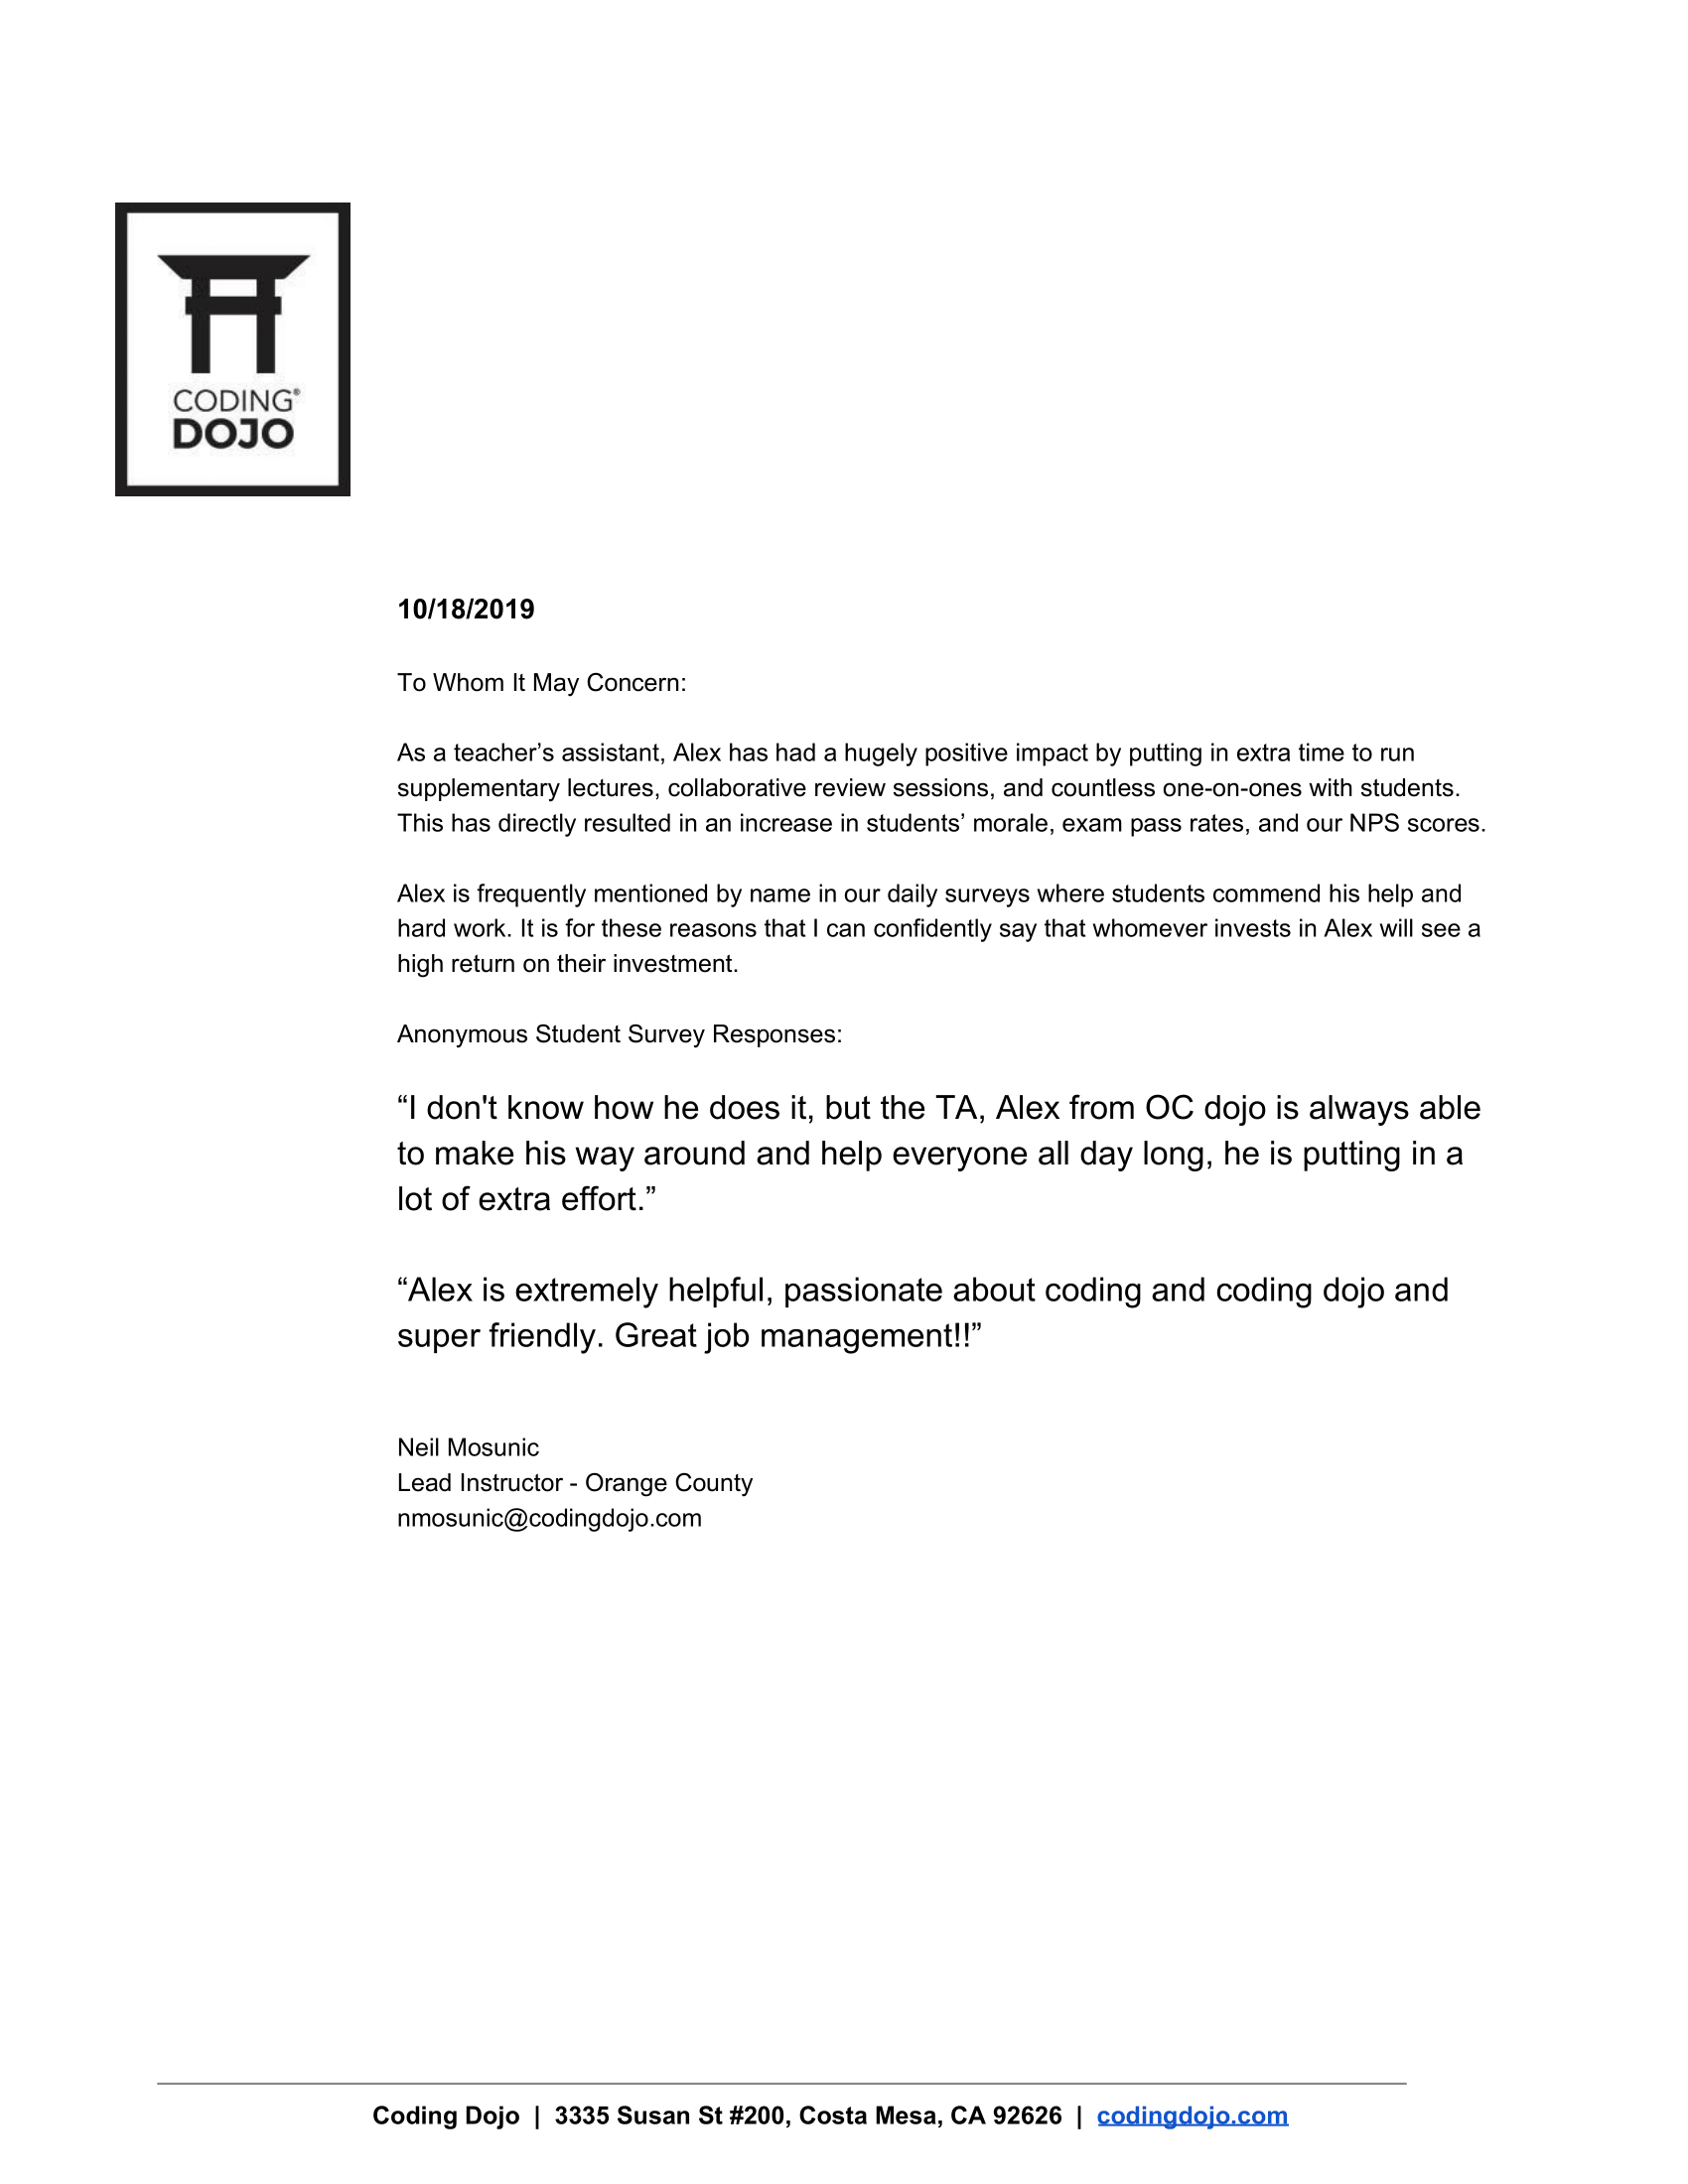 CODING®
DOJO
10/18/2019
To Whom It May Concern:
As a teacher’s assistant, Alex has had a hugely positive impact by putting in extra time to run
supplementary lectures, collaborative review sessions, and countless one-on-ones with students.
This has directly resulted in an increase in students’ morale, exam pass rates, and our NPS scores.
Alex is frequently mentioned by name in our daily surveys where students commend his help and
hard work. It is for these reasons that I can confidently say that whomever invests in Alex will see a
high return on their investment.
Anonymous Student Survey Responses:
“I don't know how he does it, but the TA, Alex from OC dojo is always able
to make his way around and help everyone all day long, he is putting in a
lot of extra effort.”
“Alex is extremely helpful, passionate about coding and coding dojo and
super friendly. Great job management!!”
Neil Mosunic
Lead Instructor - Orange County
nmosunic@codingdojo.com
Coding Dojo | 3335 Susan St #200, Costa Mesa, CA 92626 | codingdojo.com